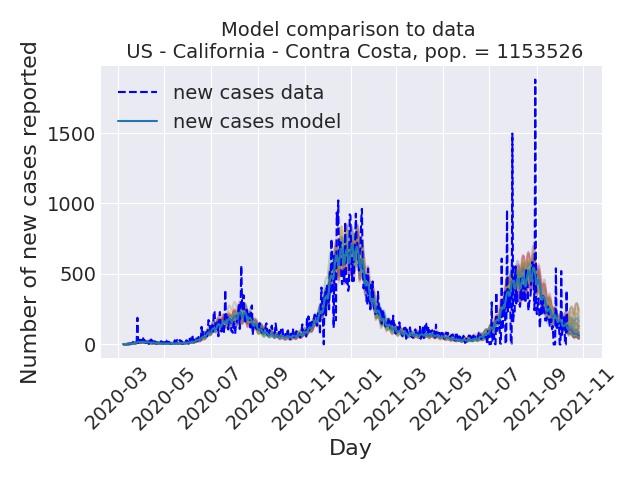 Model comparison to data
US - California - Contra Costa, pop. = 1153526
Number of new cases reported
new cases data
new cases model
1500
1000
500
0
2020-03
2020-05
2020-07
2020-09
2020-11
2021-01
2021-03
2021-05
2021-07
2021-09
2021-11
Day